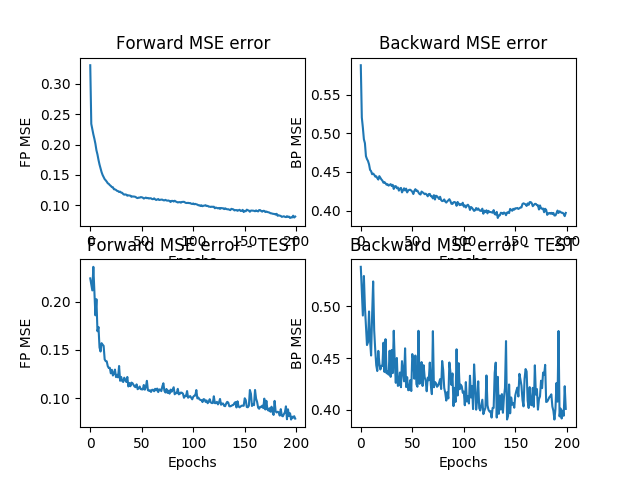 Forward MSE error
Backward MSE error
FP MSE
0.30
0.25
0.20
0.15
0.10
0 50 100 150 200
Epochs
BP MSE
0.55
0.50
0.45
0.40
0 50 100 150 200
Epochs
Forward MSE error - TEST
Backward MSE error - TEST
FP MSE
0.20
0.15
0.10
0 50 100 150 200
Epochs
BP MSE
0.50
0.45
0.40
0 50 100 150 200
Epochs